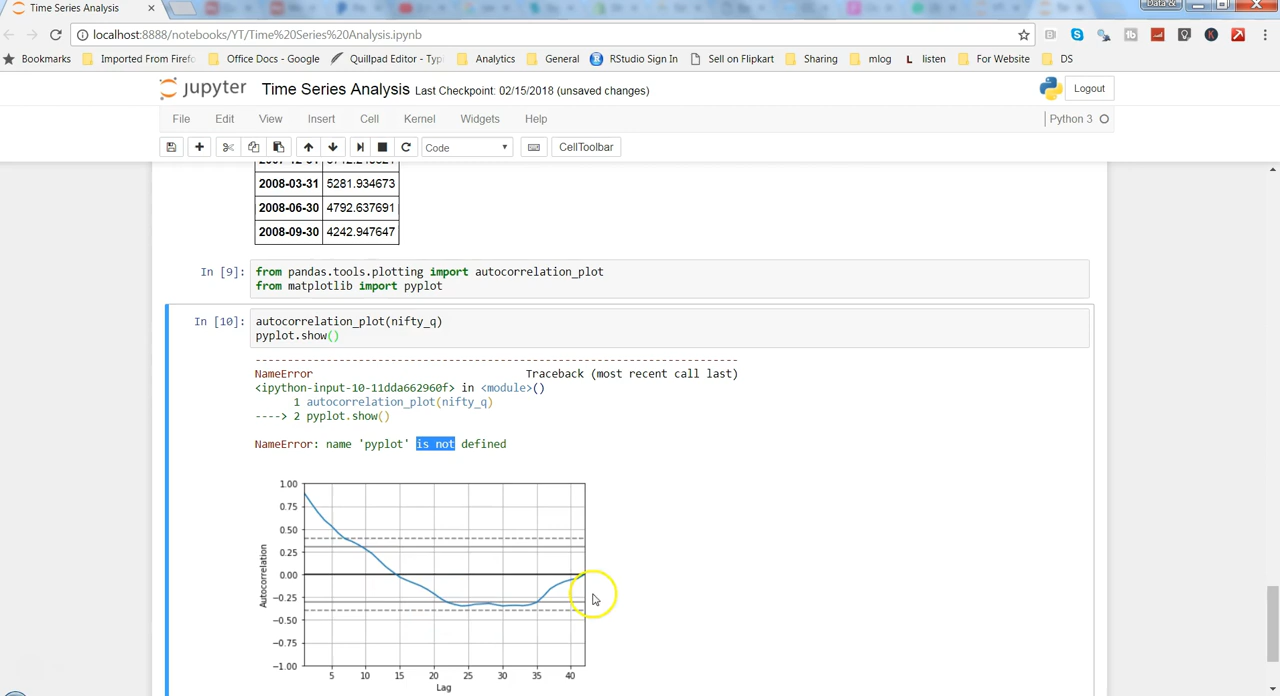 Time Series Analysis
Data &
localhost:8888/notebooks/YT/Time%20Series%20Analysis.ipynb
Bookmarks Imported From Firefo Office Docs - Google Quillpad Editor - Typi Analytics General RStudio Sign In Sell on Flipkart Sharing mlog listen For Website DS
jupyter Time Series Analysis Last Checkpoint: 02/15/2018 (unsaved changes) Logout
File Edit View Insert Cell Kernel Widgets Help Python 3
Code CellToolbar
2008-03-31 5281.934673
2008-06-30 4792.637691
2008-09-30 4242.947647
In [9]: from pandas.tools.plotting import autocorrelation_plot
from matplotlib import pyplot
In [10]: autocorrelation_plot(nifty_q)
pyplot.show()
---------------------------------------------------------------------------
NameError Traceback (most recent call last)
<ipython-input-10-11dda662960f> in <module>()
1 autocorrelation_plot(nifty_q)
----> 2 pyplot.show()
NameError: name 'pyplot' is not defined
1.00
0.75
0.50
0.25
0.00
−0.25
−0.50
−0.75
−1.00
Autocorrelation
5 10 15 20 25 30 35 40
Lag